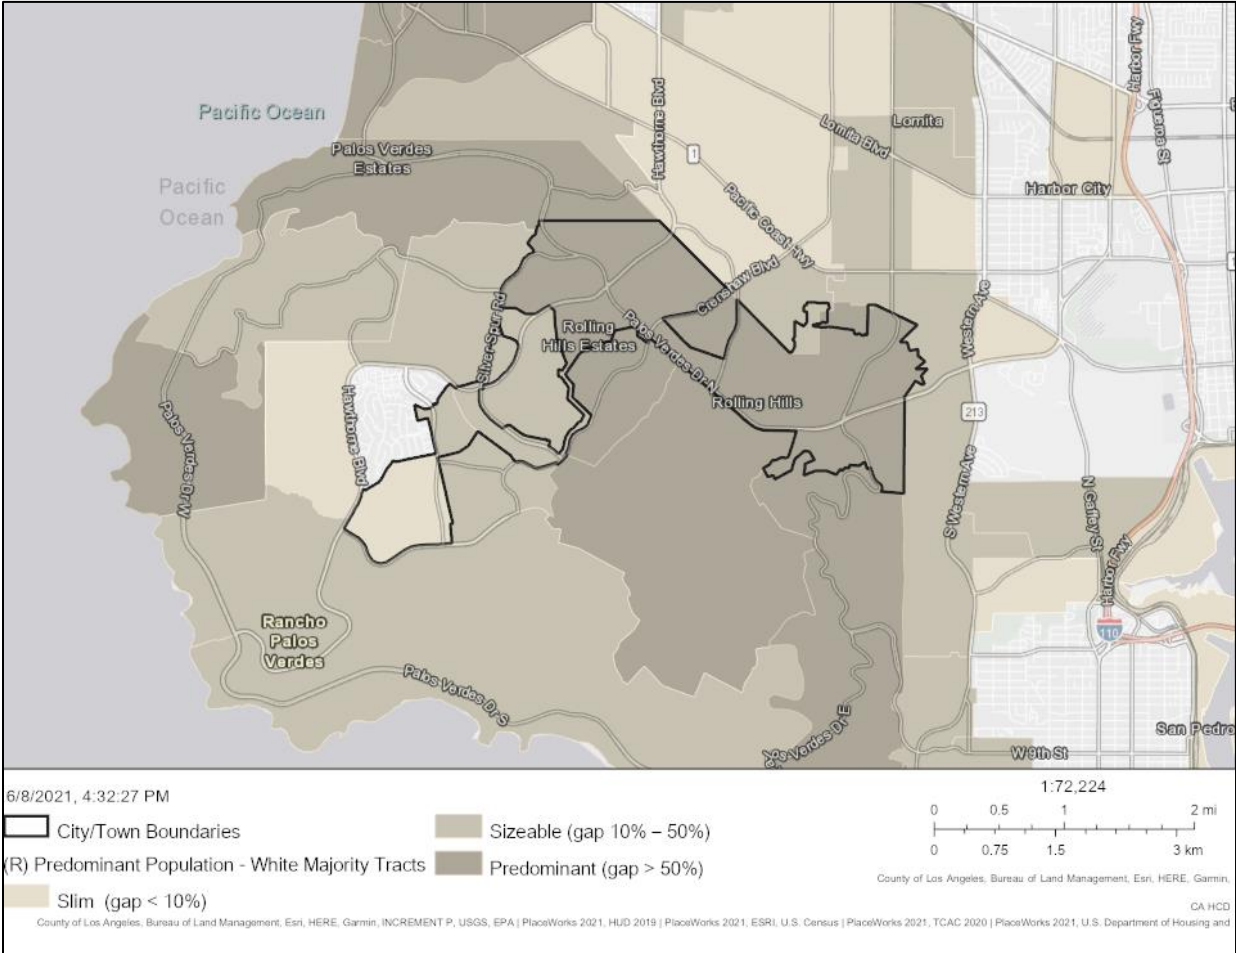 Pacific Ocean
Pacific
Ocean
Palos Verdes
Estates
Hawthorne Blvd
1
Lomita Blvd
Lomita
Harbor Fwy
Figueroa St
Harbor City
Pacific Coast Hwy
Crenshaw Blvd
Silver Spur Rd
Rolling
Hills Estates
Palos Verdes Dr N
Rolling Hills
Western Ave
213
Hawthorne Blvd
Palos Verdes Dr W
S Western Ave
N Gaffey St
Harbor Fwy
110
Rancho
Palos
Verdes
Palos Verdes Dr S
Verdes Dr E
W 9th St
San Pedro
6/8/2021, 4:32:27 PM
City/Town Boundaries
(R) Predominant Population - White Majority Tracts
Slim (gap < 10%)
Sizeable (gap 10% – 50%)
Predominant (gap > 50%)
1:72,224
0 0.5 1 2 mi
0 0.75 1.5 3 km
County of Los Angeles, Bureau of Land Management, Esri, HERE, Garmin,
CA HCD
County of Los Angeles, Bureau of Land Management, Esri, HERE, Garmin, INCREMENT P, USGS, EPA | PlaceWorks 2021, HUD 2019 | PlaceWorks 2021, ESRI, U.S. Census | PlaceWorks 2021, TCAC 2020 | PlaceWorks 2021, U.S. Department of Housing and